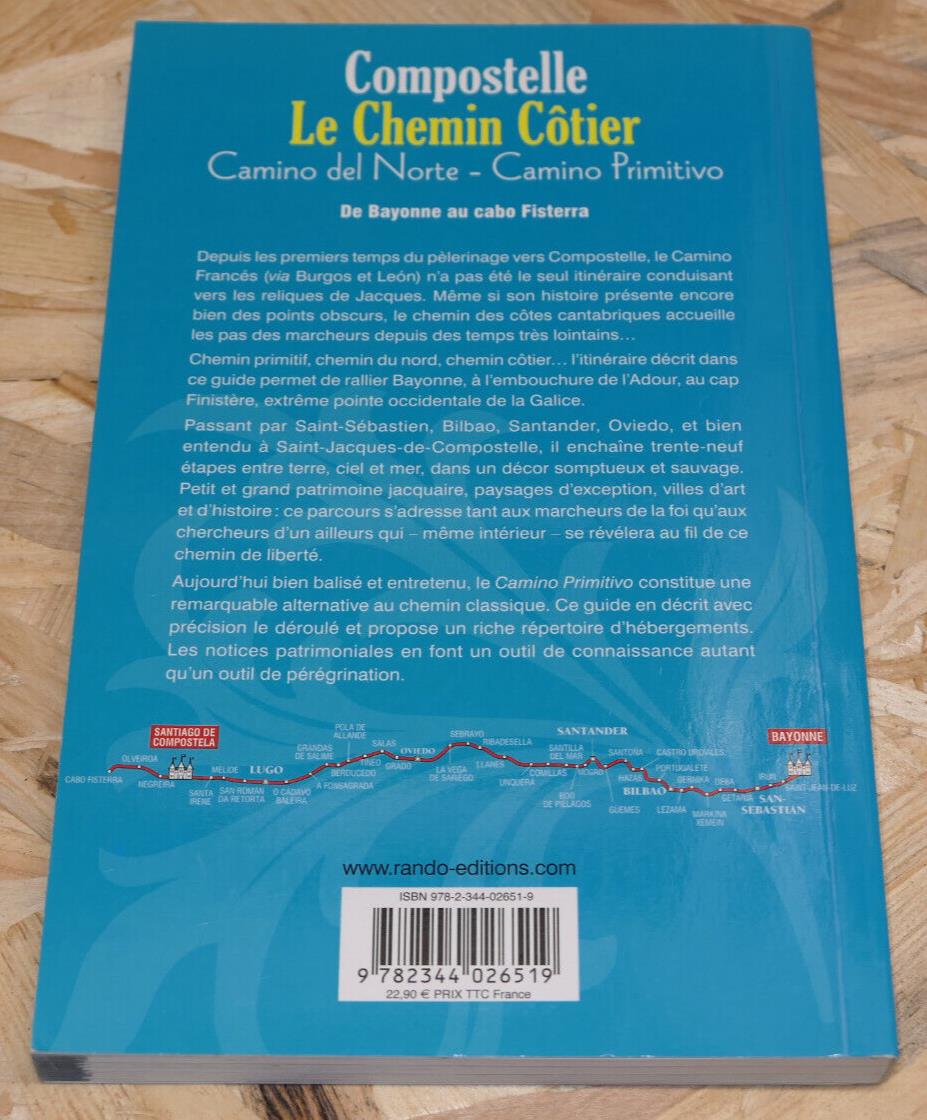 Compostelle
Le Chemin Côtier
Camino del Norte - Camino Primitivo
De Bayonne au cabo Fisterra
Depuis les premiers temps du pèlerinage vers Compostelle, le Camino
Francés (via Burgos et León) n'a pas été le seul itinéraire conduisant
vers les reliques de Jacques. Même si son histoire présente encore
bien des points obscurs, le chemin des côtes cantabriques accueille
les pas des marcheurs depuis des temps très lointains…
Chemin primitif, chemin du nord, chemin côtier… l'itinéraire décrit dans
ce guide permet de rallier Bayonne, à l'embouchure de l'Adour, au cap
Finistère, extrême pointe occidentale de la Galice.
Passant par Saint-Sébastien, Bilbao, Santander, Oviedo, et bien
entendu à Saint-Jacques-de-Compostelle, il enchaîne trente-neuf
étapes entre terre, ciel et mer, dans un décor somptueux et sauvage.
Petit et grand patrimoine jacquaire, paysages d'exception, villes d'art
et d'histoire : ce parcours s'adresse tant aux marcheurs de la foi qu'aux
chercheurs d'un ailleurs qui – même intérieur – se révélera au fil de ce
chemin de liberté.
Aujourd'hui bien balisé et entretenu, le Camino Primitivo constitue une
remarquable alternative au chemin classique. Ce guide en décrit avec
précision le déroulé et propose un riche répertoire d'hébergements.
Les notices patrimoniales en font un outil de connaissance autant
qu'un outil de pérégrination.
CABO FISTERRA
OLVEIROA
NEGREIRA
SANTIAGO DE
COMPOSTELA
SANTA
IRENE
MELIDE
SAN ROMÁN
DA RETORTA
LUGO
O CADAVO
BALEIRA
GRANDAS
DE SALIME
A FONSAGRADA
POLA DE
ALLANDE
BERDUCEDO
TINEO
SALAS
GRADO
OVIEDO
LA VEGA
DE SARIEGO
SEBRAYO
RIBADESELLA
LLANES
UNQUERA
COMILLAS
SANTILLA
DEL MAR
BOO
DE PIÉLAGOS
MOGRO
SANTANDER
GÜEMES
SANTOÑA
HAZAS
BILBAO
CASTRO URDIALES
PORTUGALETE
LEZAMA
GERNIKA
MARKINA
XEMEIN
DEBA
GETARIA
SAN-
SEBASTIAN
IRUN
SAINT-JEAN-DE-LUZ
BAYONNE
www.rando-editions.com
ISBN 978-2-344-02651-9
9 782344 026519
22,90 € PRIX TTC France